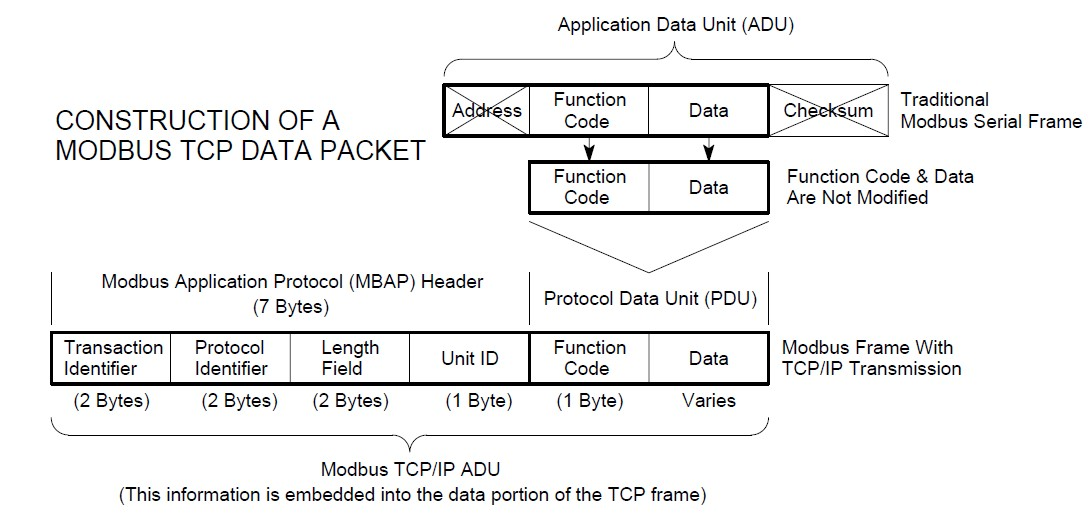 Application Data Unit (ADU)
CONSTRUCTION OF A
MODBUS TCP DATA PACKET
Address
Function
Code
Data
Checksum
Traditional
Modbus Serial Frame
Function
Code
Data
Function Code & Data
Are Not Modified
Modbus Application Protocol (MBAP) Header
(7 Bytes)
Protocol Data Unit (PDU)
Transaction
Identifier
Protocol
Identifier
Length
Field
Unit ID
Function
Code
Data
Modbus Frame With
TCP/IP Transmission
(2 Bytes)
(2 Bytes)
(2 Bytes)
(1 Byte)
(1 Byte)
Varies
Modbus TCP/IP ADU
(This information is embedded into the data portion of the TCP frame)